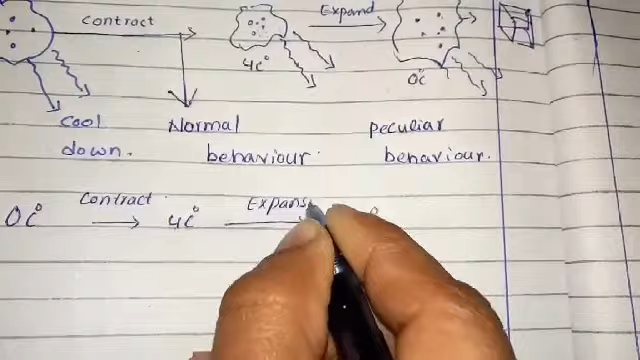 contract
Expand
4c°
0c°
Cool Normal peculiar
down. behaviour. behaviour.
Contract Expans
0c° 4c°